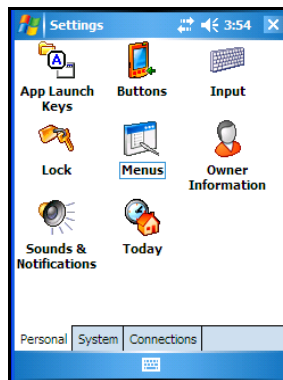 Settings 3:54
App Launch Keys
Buttons
Input
Lock
Menus
Owner Information
Sounds & Notifications
Today
Personal System Connections